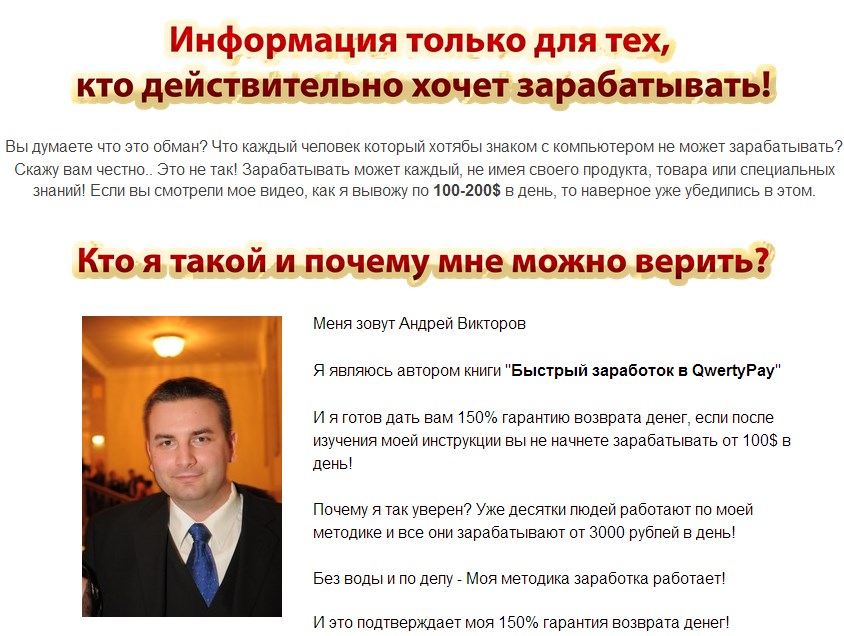 Информация только для тех,
кто действительно хочет зарабатывать!
Вы думаете что это обман? Что каждый человек который хотябы знаком с компьютером не может зарабатывать?
Скажу вам честно.. Это не так! Зарабатывать может каждый, не имея своего продукта, товара или специальных
знаний! Если вы смотрели мое видео, как я вывожу по 100-200$ в день, то наверное уже убедились в этом.
Кто я такой и почему мне можно верить?
Меня зовут Андрей Викторов
Я являюсь автором книги "Быстрый заработок в QwertyPay"
И я готов дать вам 150% гарантию возврата денег, если после
изучения моей инструкции вы не начнете зарабатывать от 100$ в
день!
Почему я так уверен? Уже десятки людей работают по моей
методике и все они зарабатывают от 3000 рублей в день!
Без воды и по делу - Моя методика заработка работает!
И это подтверждает моя 150% гарантия возврата денег!